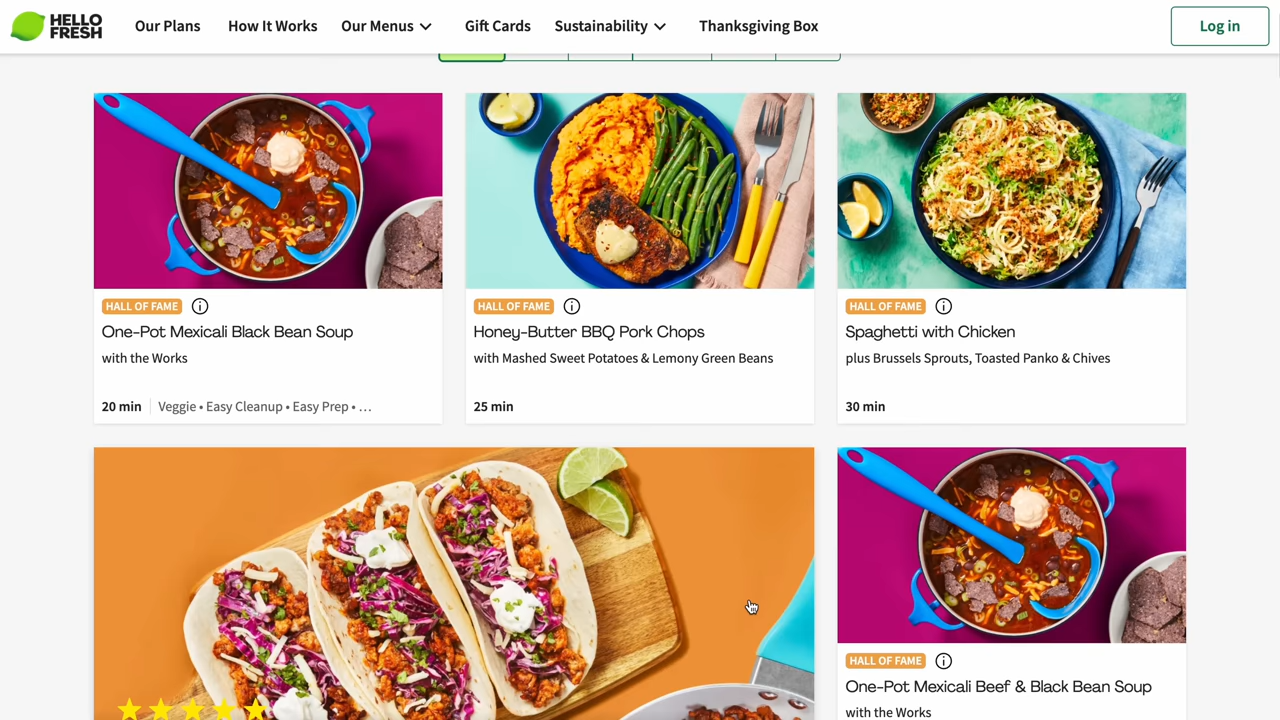 HELLO
FRESH
Our Plans
How It Works
Our Menus
Gift Cards
Sustainability
Thanksgiving Box
Log in
HALL OF FAME
One-Pot Mexicali Black Bean Soup
with the Works
20 min
Veggie • Easy Cleanup • Easy Prep • …
HALL OF FAME
Honey-Butter BBQ Pork Chops
with Mashed Sweet Potatoes & Lemony Green Beans
25 min
HALL OF FAME
Spaghetti with Chicken
plus Brussels Sprouts, Toasted Panko & Chives
30 min
HALL OF FAME
One-Pot Mexicali Beef & Black Bean Soup
with the Works